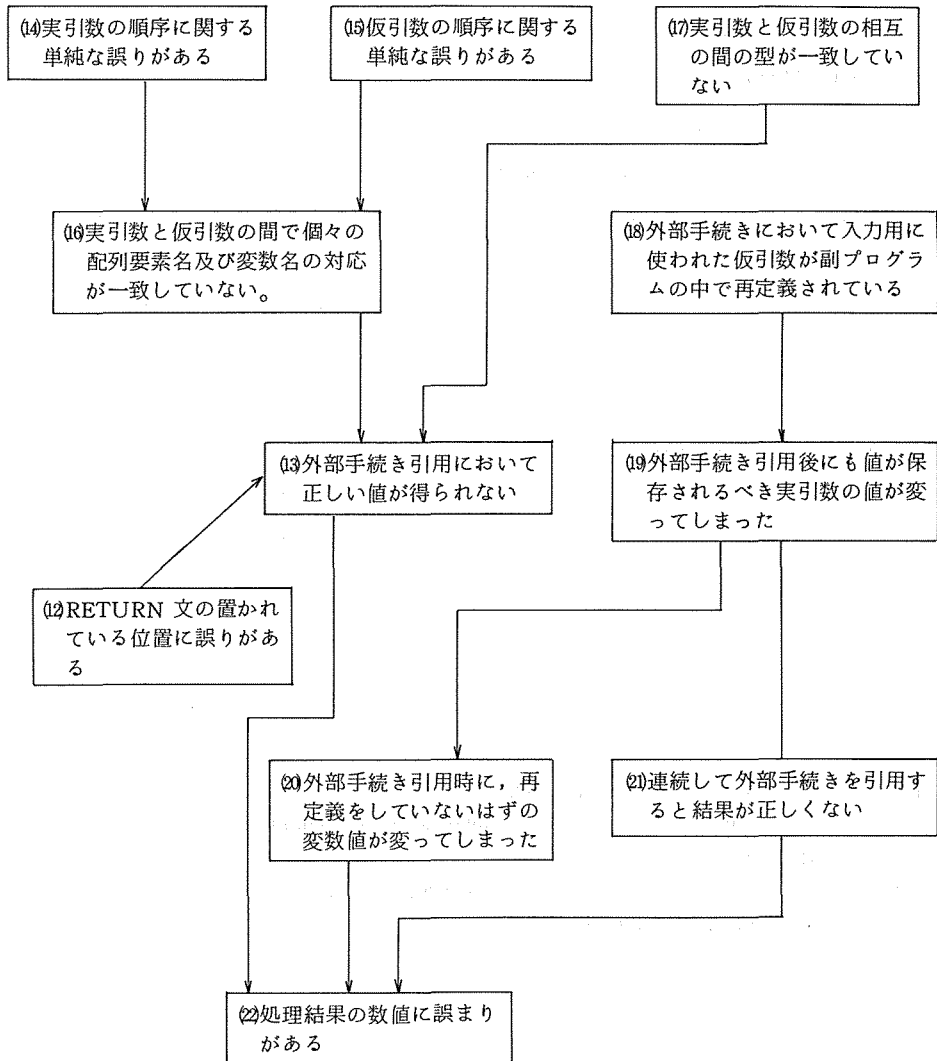 (14)実引数の順序に関する
単純な誤りがある
(15)仮引数の順序に関する
単純な誤りがある
(17)実引数と仮引数の相互
の間の型が一致してい
ない
(16)実引数と仮引数の間で個々の
配列要素名及び変数名の対応
が一致していない。
(18)外部手続きにおいて入力用に
使われた仮引数が副プログラ
ムの中で再定義されている
(13)外部手続き引用において
正しい値が得られない
(19)外部手続き引用後にも値が保
存されるべき実引数の値が変
ってしまった
(12)RETURN 文の置かれ
ている位置に誤りがあ
る
(20)外部手続き引用時に，再
定義をしていないはずの
変数値が変ってしまった
(21)連続して外部手続きを引用す
ると結果が正しくない
(22)処理結果の数値に誤まり
がある